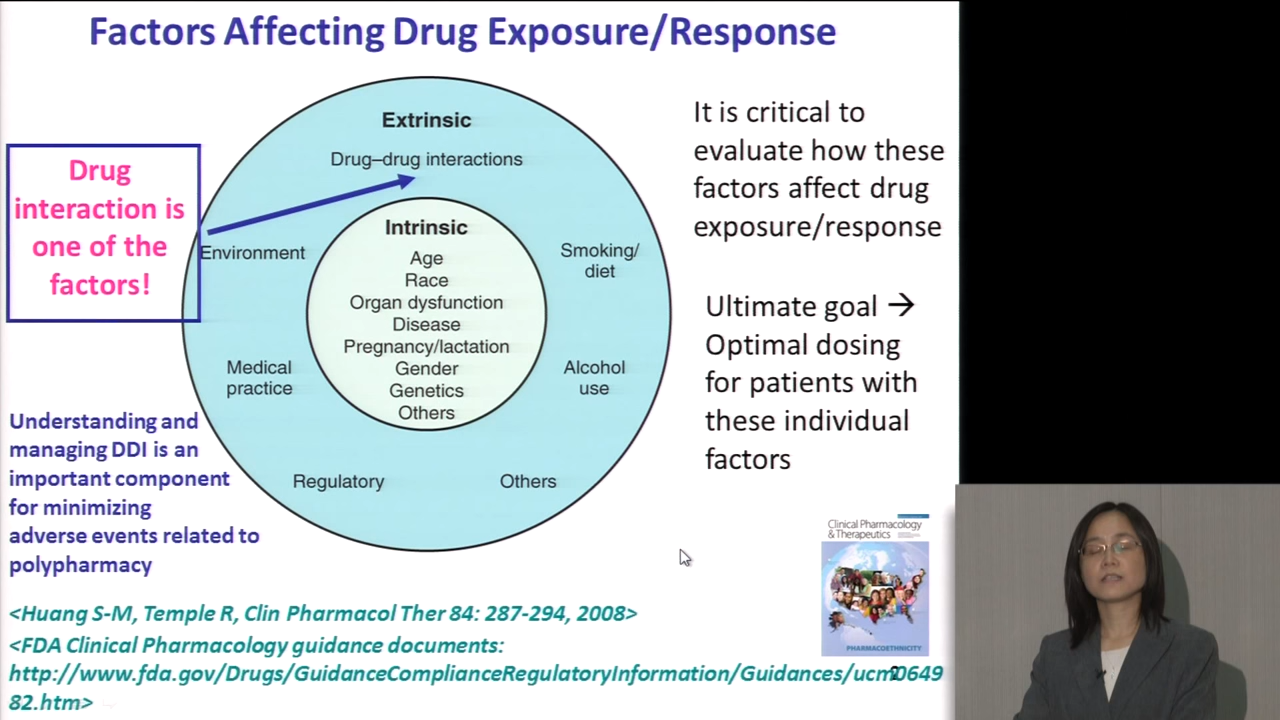 Factors Affecting Drug Exposure/Response
Extrinsic
Drug–drug interactions
Drug
interaction is
one of the
factors!
Environment
Smoking/
diet
Intrinsic
Age
Race
Organ dysfunction
Disease
Pregnancy/lactation
Gender
Genetics
Others
Medical
practice
Alcohol
use
Regulatory
Others
It is critical to
evaluate how these
factors affect drug
exposure/response
Ultimate goal →
Optimal dosing
for patients with
these individual
factors
Understanding and
managing DDI is an
important component
for minimizing
adverse events related to
polypharmacy
Clinical Pharmacology
& Therapeutics
PHARMACOETHNICITY
<Huang S-M, Temple R, Clin Pharmacol Ther 84: 287-294, 2008>
<FDA Clinical Pharmacology guidance documents:
http://www.fda.gov/Drugs/GuidanceComplianceRegulatoryInformation/Guidances/ucm0649
82.htm>
2